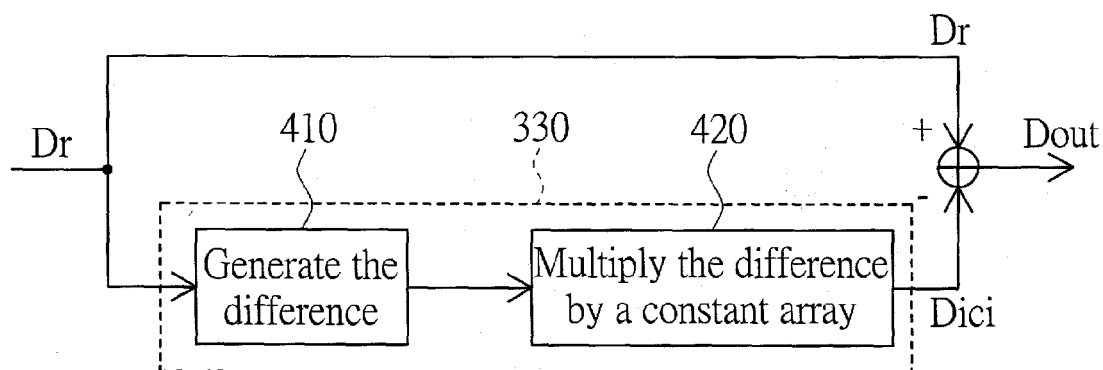 Dr
410
330
420
+
Dout
Dr
-
Generate the
difference
Multiply the difference
by a constant array
Dici